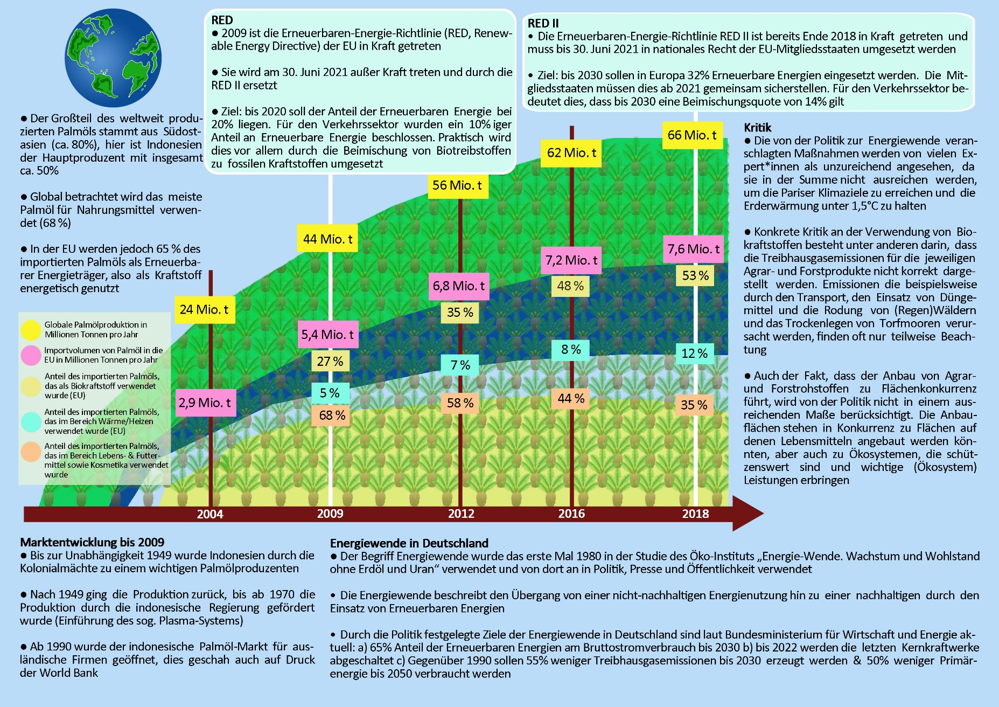 RED
● 2009 ist die Erneuerbaren-Energie-Richtlinie (RED, Renew-
able Energy Directive) der EU in Kraft getreten
● Sie wird am 30. Juni 2021 außer Kraft treten und durch die
RED II ersetzt
● Ziel: bis 2020 soll der Anteil der Erneuerbaren Energie bei
20% liegen. Für den Verkehrssektor wurden ein 10% iger
Anteil an Erneuerbare Energie beschlossen. Praktisch wird
dies vor allem durch die Beimischung von Biotreibstoffen
zu fossilen Kraftstoffen umgesetzt
RED II
• Die Erneuerbaren-Energie-Richtlinie RED II ist bereits Ende 2018 in Kraft getreten und
muss bis 30. Juni 2021 in nationales Recht der EU-Mitgliedsstaaten umgesetzt werden
• Ziel: bis 2030 sollen in Europa 32% Erneuerbare Energien eingesetzt werden. Die Mit-
gliedsstaaten müssen dies ab 2021 gemeinsam sicherstellen. Für den Verkehrssektor be-
deutet dies, dass bis 2030 eine Beimischungsquote von 14% gilt
● Der Großteil des weltweit produ-
zierten Palmöls stammt aus Südost-
asien (ca. 80%), hier ist Indonesien
der Hauptproduzent mit insgesamt
ca. 50%
● Global betrachtet wird das meiste
Palmöl für Nahrungsmittel verwen-
det (68 %)
● In der EU werden jedoch 65 % des
importierten Palmöls als Erneuerba-
rer Energieträger, also als Kraftstoff
energetisch genutzt
Globale Palmölproduktion in
Millionen Tonnen pro Jahr
Importvolumen von Palmöl in die
EU in Millionen Tonnen pro Jahr
Anteil des importierten Palmöls,
das als Biokraftstoff verwendet
wurde (EU)
Anteil des importierten Palmöls,
das im Bereich Wärme/Heizen
verwendet wurde (EU)
Anteil des importierten Palmöls,
das im Bereich Lebens- & Futter-
mittel sowie Kosmetika verwendet
wurde
24 Mio. t
2,9 Mio. t
44 Mio. t
5,4 Mio. t
27 %
5 %
68 %
56 Mio. t
6,8 Mio. t
35 %
7 %
58 %
62 Mio. t
7,2 Mio. t
48 %
8 %
44 %
66 Mio. t
7,6 Mio. t
53 %
12 %
35 %
2004
2009
2012
2016
2018
Kritik
● Die von der Politik zur Energiewende veran-
schlagten Maßnahmen werden von vielen Ex-
pert*innen als unzureichend angesehen, da
sie in der Summe nicht ausreichen werden,
um die Pariser Klimaziele zu erreichen und die
Erderwärmung unter 1,5°C zu halten
● Konkrete Kritik an der Verwendung von Bio-
kraftstoffen besteht unter anderen darin, dass
die Treibhausgasemissionen für die jeweiligen
Agrar- und Forstprodukte nicht korrekt darge-
stellt werden. Emissionen die beispielsweise
durch den Transport, den Einsatz von Dünge-
mittel und die Rodung von (Regen)Wäldern
und das Trockenlegen von Torfmooren verur-
sacht werden, finden oft nur teilweise Beach-
tung
● Auch der Fakt, dass der Anbau von Agrar-
und Forstrohstoffen zu Flächenkonkurrenz
führt, wird von der Politik nicht in einem aus-
reichenden Maße berücksichtigt. Die Anbau-
flächen stehen in Konkurrenz zu Flächen auf
denen Lebensmitteln angebaut werden kön-
nten, aber auch zu Ökosystemen, die schüt-
zenswert sind und wichtige (Ökosystem)
Leistungen erbringen
Marktentwicklung bis 2009
● Bis zur Unabhängigkeit 1949 wurde Indonesien durch die
Kolonialmächte zu einem wichtigen Palmölproduzenten
● Nach 1949 ging die Produktion zurück, bis ab 1970 die
Produktion durch die indonesische Regierung gefördert
wurde (Einführung des sog. Plasma-Systems)
● Ab 1990 wurde der indonesische Palmöl-Markt für aus-
ländische Firmen geöffnet, dies geschah auch auf Druck
der World Bank
Energiewende in Deutschland
● Der Begriff Energiewende wurde das erste Mal 1980 in der Studie des Öko-Instituts „Energie-Wende. Wachstum und Wohlstand
ohne Erdöl und Uran“ verwendet und von dort an in Politik, Presse und Öffentlichkeit verwendet
• Die Energiewende beschreibt den Übergang von einer nicht-nachhaltigen Energienutzung hin zu einer nachhaltigen durch den
Einsatz von Erneuerbaren Energien
• Durch die Politik festgelegte Ziele der Energiewende in Deutschland sind laut Bundesministerium für Wirtschaft und Energie ak-
tuell: a) 65% Anteil der Erneuerbaren Energien am Bruttostromverbrauch bis 2030 b) bis 2022 werden die letzten Kernkraftwerke
abgeschaltet c) Gegenüber 1990 sollen 55% weniger Treibhausgasemissionen bis 2030 erzeugt werden & 50% weniger Primär-
energie bis 2050 verbraucht werden